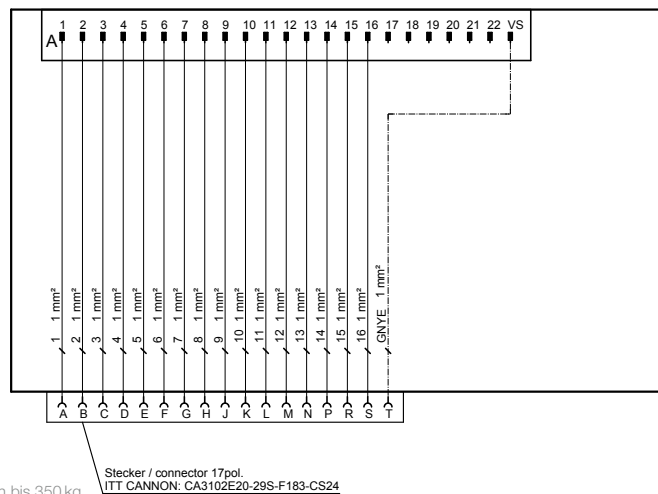 1 2 3 4 5 6 7 8 9 10 11 12 13 14 15 16 17 18 19 20 21 22 VS
A
1 1 mm²
2 1 mm²
3 1 mm²
4 1 mm²
5 1 mm²
6 1 mm²
7 1 mm²
8 1 mm²
9 1 mm²
10 1 mm²
11 1 mm²
12 1 mm²
13 1 mm²
14 1 mm²
15 1 mm²
16 1 mm²
GNYE 1 mm²
A B C D E F G H J K L M N P R S T
Stecker / connector 17pol.
ITT CANNON: CA3102E20-29S-F183-CS24
bis 350 kg